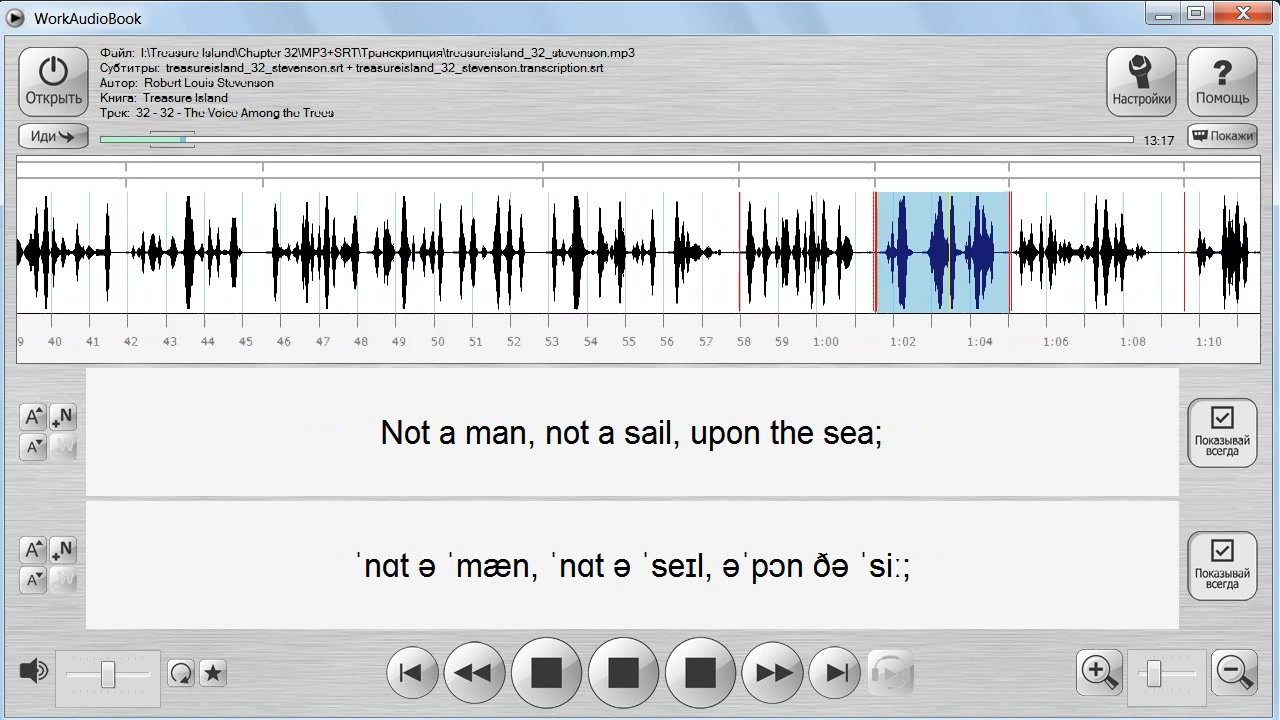 WorkAudioBook
Открыть
Файл: I:\Treasure Island\Chapter 32\MP3+SRT\Транскрипция\treasureisland_32_stevenson.mp3
Субтитры: treasureisland_32_stevenson.srt + treasureisland_32_stevenson.transcription.srt
Автор: Robert Louis Stevenson
Книга: Treasure Island
Трек: 32 - 32 - The Voice Among the Trees
Настройки
? Помощь
Иди
13:17
Покажи
9 40 41 42 43 44 45 46 47 48 49 50 51 52 53 54 55 56 57 58 59 1:00 1:02 1:04 1:06 1:08 1:10
A N
A W
Not a man, not a sail, upon the sea;
Показывай всегда
A N
A W
ˈnɑt ə ˈmæn, ˈnɑt ə ˈseɪl, əˈpɔn ðə ˈsiː;
Показывай всегда